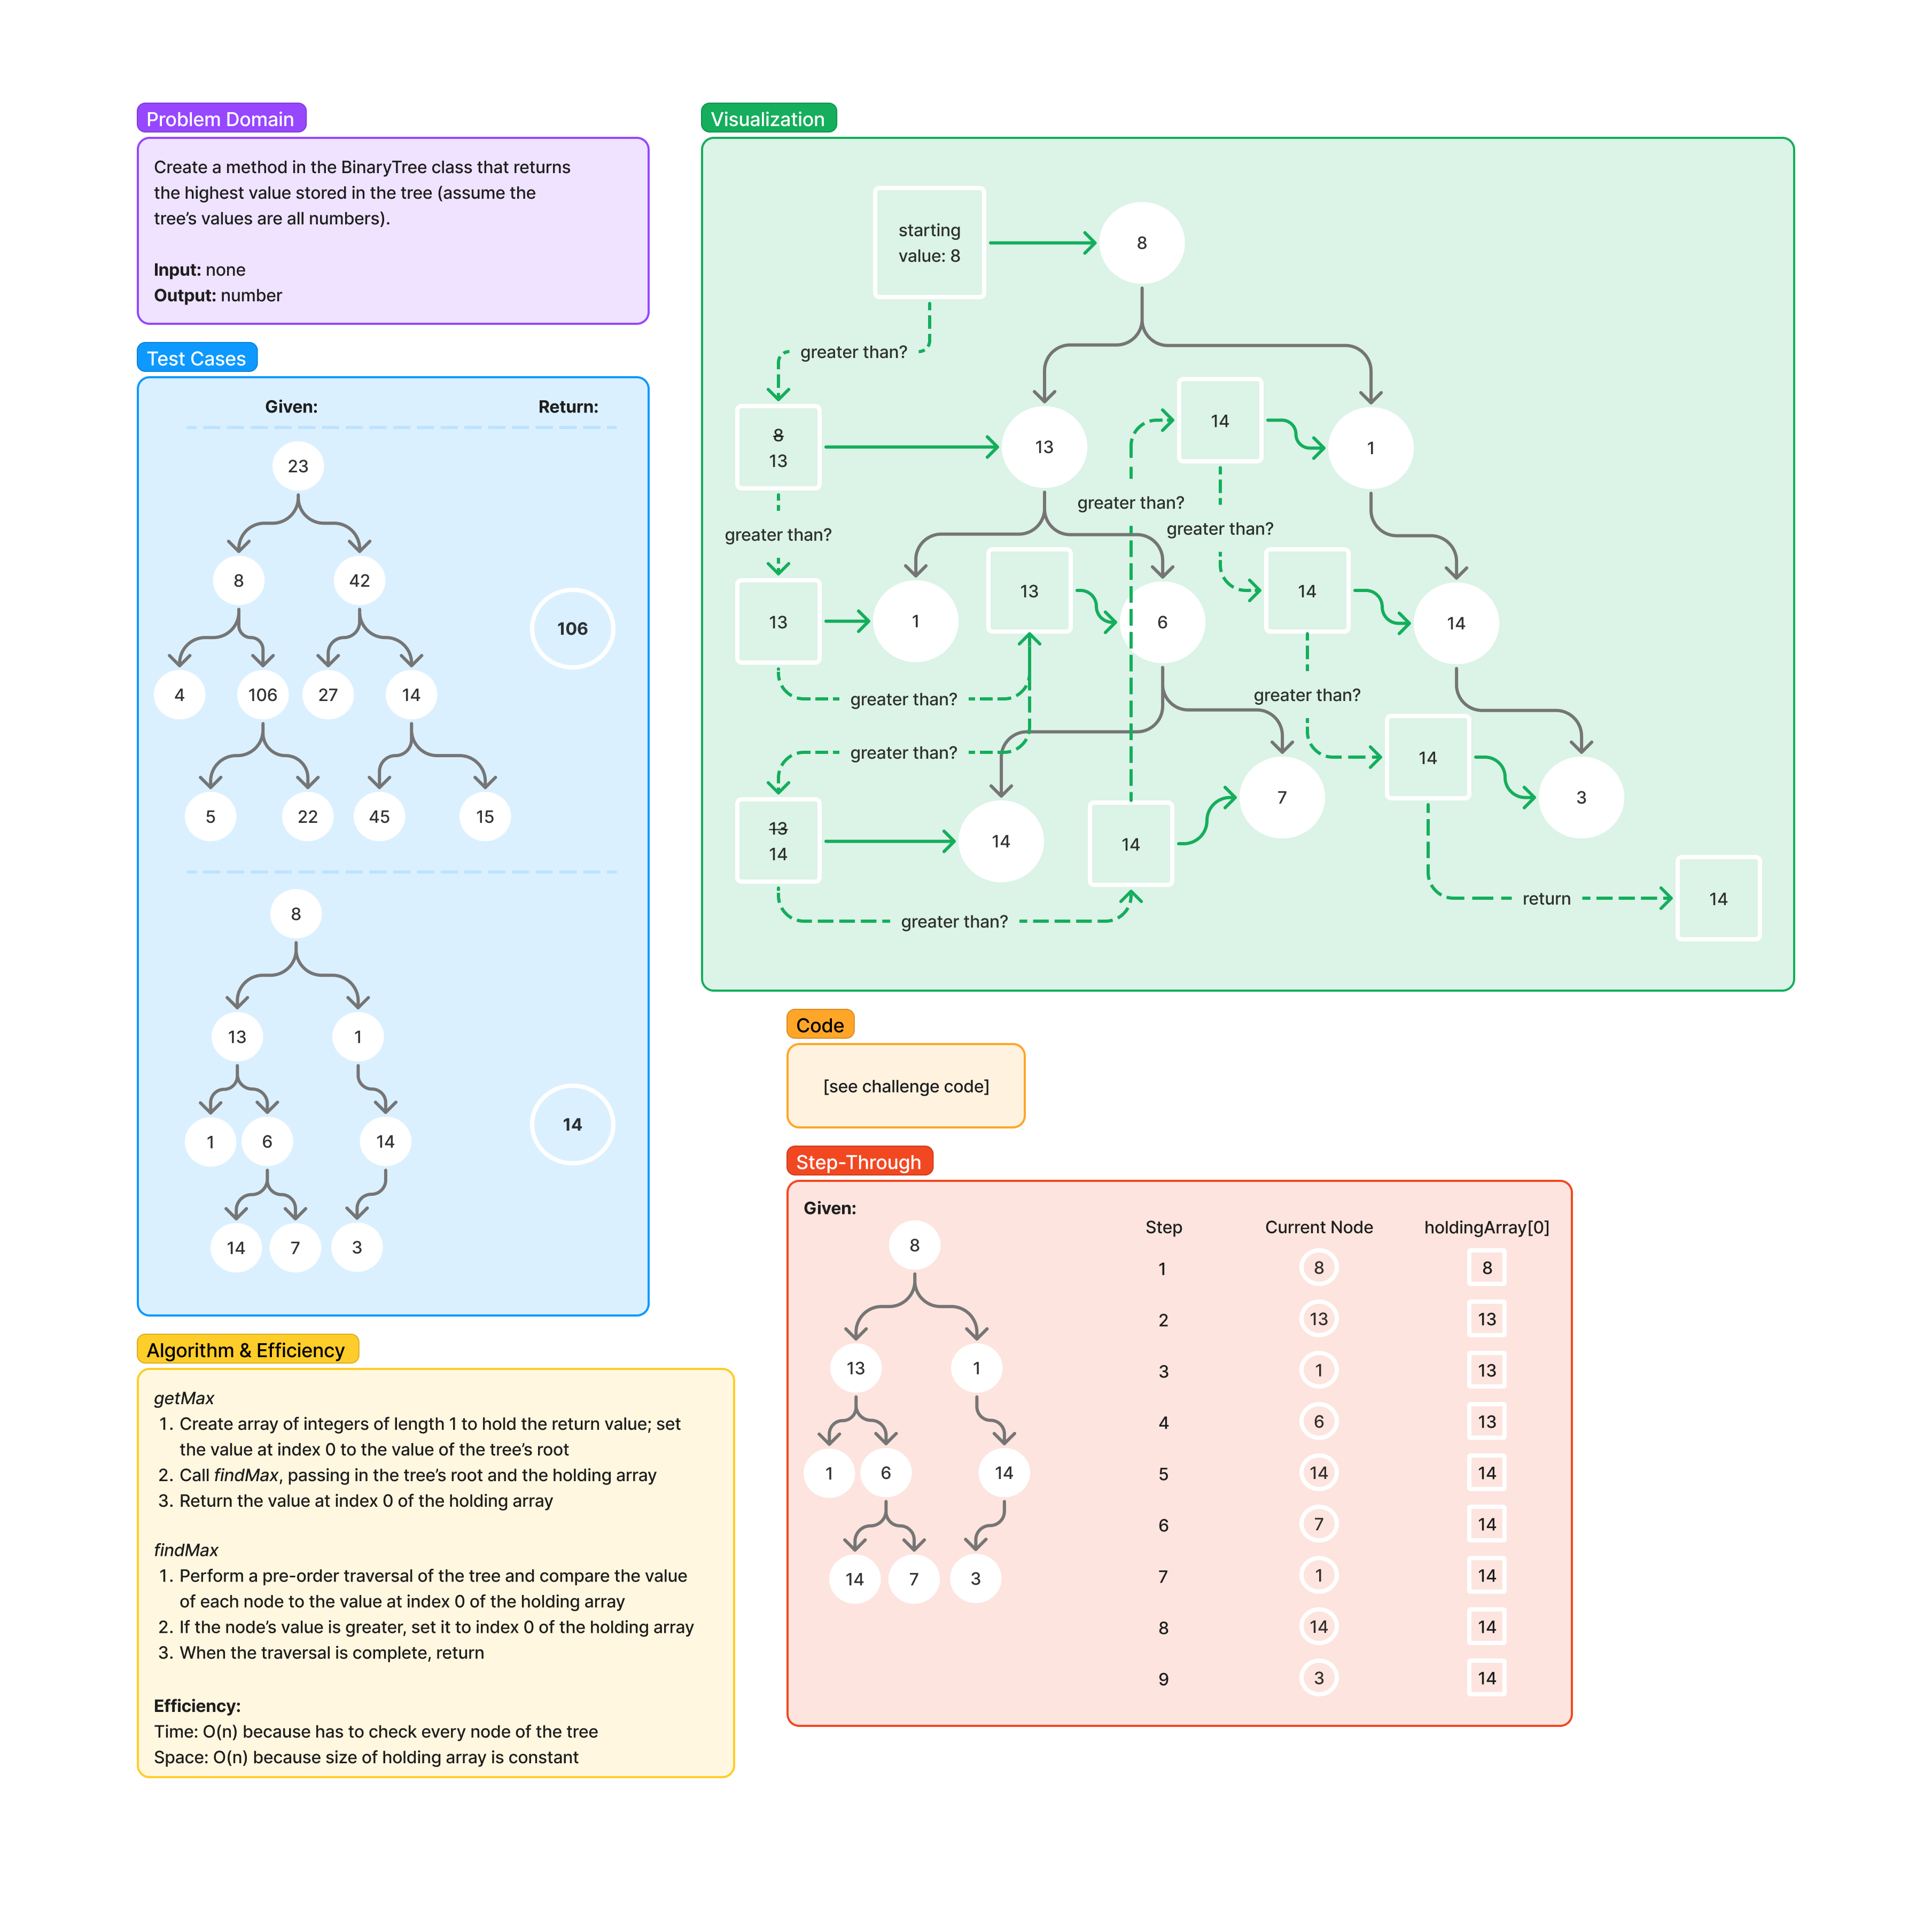 Problem Domain
Create a method in the BinaryTree class that returns
the highest value stored in the tree (assume the
tree's values are all numbers).
Input: none
Output: number
Test Cases
Given: Return:
23
8 42
106
4 106 27 14
5 22 45 15
8
13 1
14
1 6 14
14 7 3
Algorithm & Efficiency
getMax
1. Create array of integers of length 1 to hold the return value; set
the value at index 0 to the value of the tree's root
2. Call findMax, passing in the tree's root and the holding array
3. Return the value at index 0 of the holding array
findMax
1. Perform a pre-order traversal of the tree and compare the value
of each node to the value at index 0 of the holding array
2. If the node's value is greater, set it to index 0 of the holding array
3. When the traversal is complete, return
Efficiency:
Time: O(n) because has to check every node of the tree
Space: O(n) because size of holding array is constant
Visualization
starting
value: 8
8
greater than?
8
13
13
14
1
greater than?
greater than?
greater than?
13
1
13
6
14
14
greater than?
greater than?
greater than?
13
14
14
14
7
14
3
greater than?
return
14
Code
[see challenge code]
Step-Through
Given:
8
13 1
1 6 14
14 7 3
Step Current Node holdingArray[0]
1 8 8
2 13 13
3 1 13
4 6 13
5 14 14
6 7 14
7 1 14
8 14 14
9 3 14